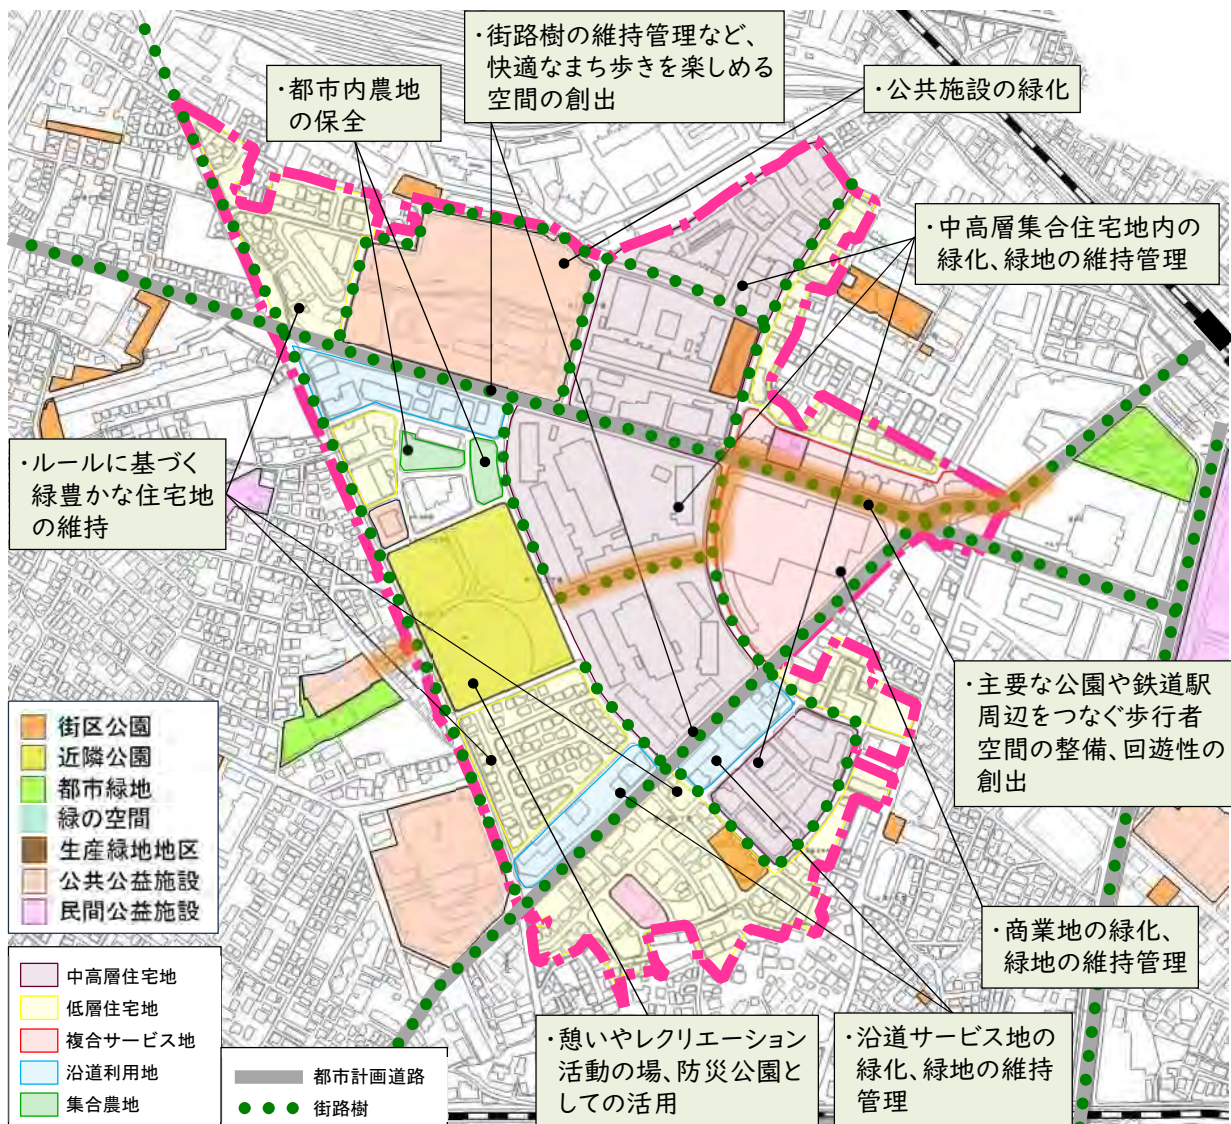 ・街路樹の維持管理など、
快適なまち歩きを楽しめる
空間の創出
・都市内農地
の保全
・公共施設の緑化
・中高層集合住宅地内の
緑化、緑地の維持管理
・ルールに基づく
緑豊かな住宅地
の維持
・主要な公園や鉄道駅
周辺をつなぐ歩行者
空間の整備、回遊性の
創出
・商業地の緑化、
緑地の維持管理
・沿道サービス地の
緑化、緑地の維持
管理
・憩いやレクリエーション
活動の場、防災公園と
しての活用
街区公園
近隣公園
都市緑地
緑の空間
生産緑地地区
公共公益施設
民間公益施設
中高層住宅地
低層住宅地
複合サービス地
沿道利用地
集合農地
都市計画道路
街路樹